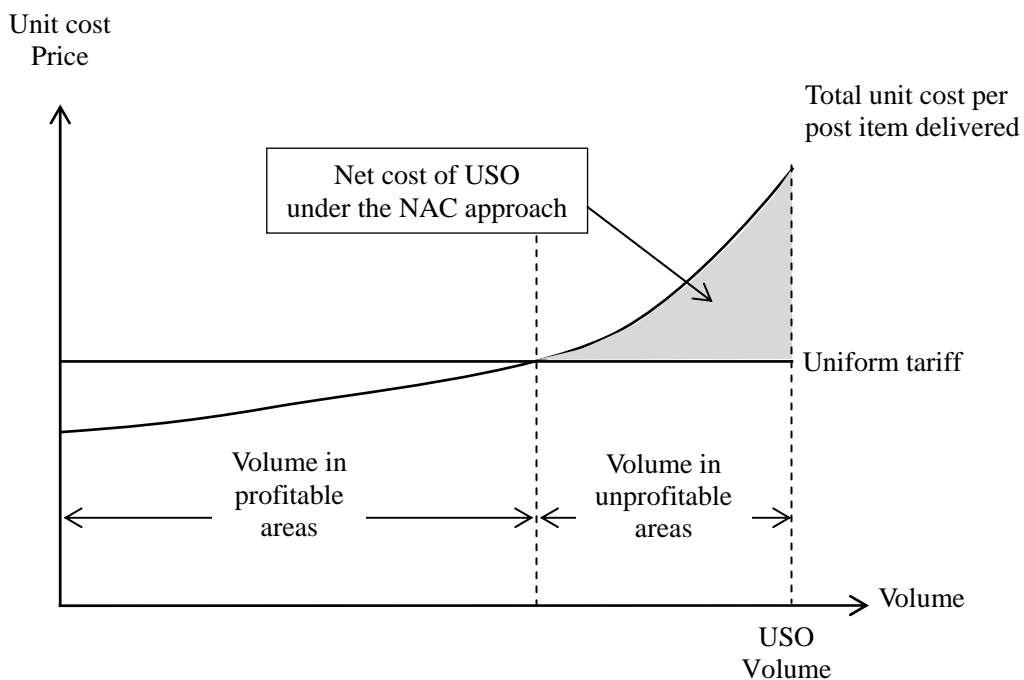 Unit cost
Price
Total unit cost per
post item delivered
Net cost of USO
under the NAC approach
Uniform tariff
Volume in
profitable
areas
Volume in
unprofitable
areas
Volume
USO
Volume